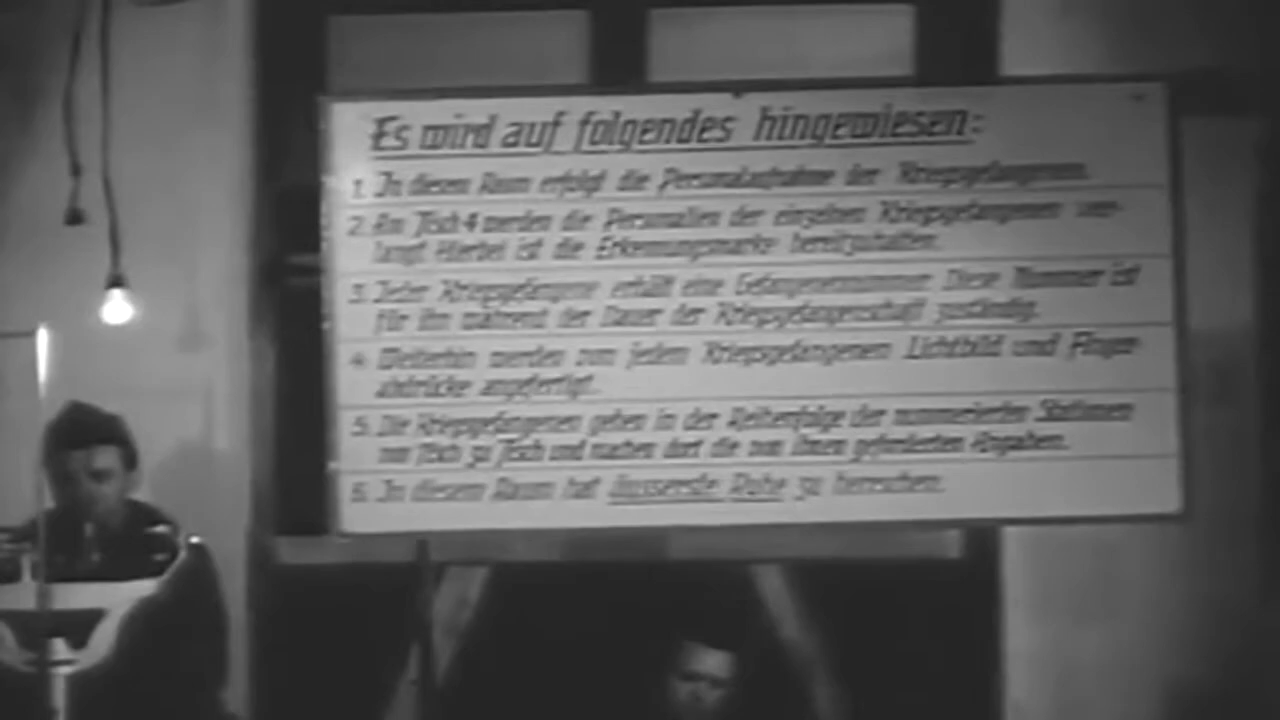 Es wird auf folgendes hingewiesen:
1. In diesem Raum erfolgt die Personalaufnahme der Kriegsgefangenen.
2. Am Tisch 4 werden die Personalien der einzelnen Kriegsgefangenen ver-
langt. Hierbei ist die Erkennungsmarke bereitzuhalten.
3. Jeder Kriegsgefangene erhält eine Gefangenennummer. Diese Nummer ist
für ihn während der Dauer der Kriegsgefangenschaft zuständig.
4. Weiterhin werden von jedem Kriegsgefangenen Lichtbild und Finger-
abdrücke angefertigt.
5. Die Kriegsgefangenen gehen in der Reihenfolge der nummerierten Stationen
von Tisch zu Tisch und machen dort die von ihnen geforderten Angaben.
6. In diesem Raum hat äusserste Ruhe zu herrschen.